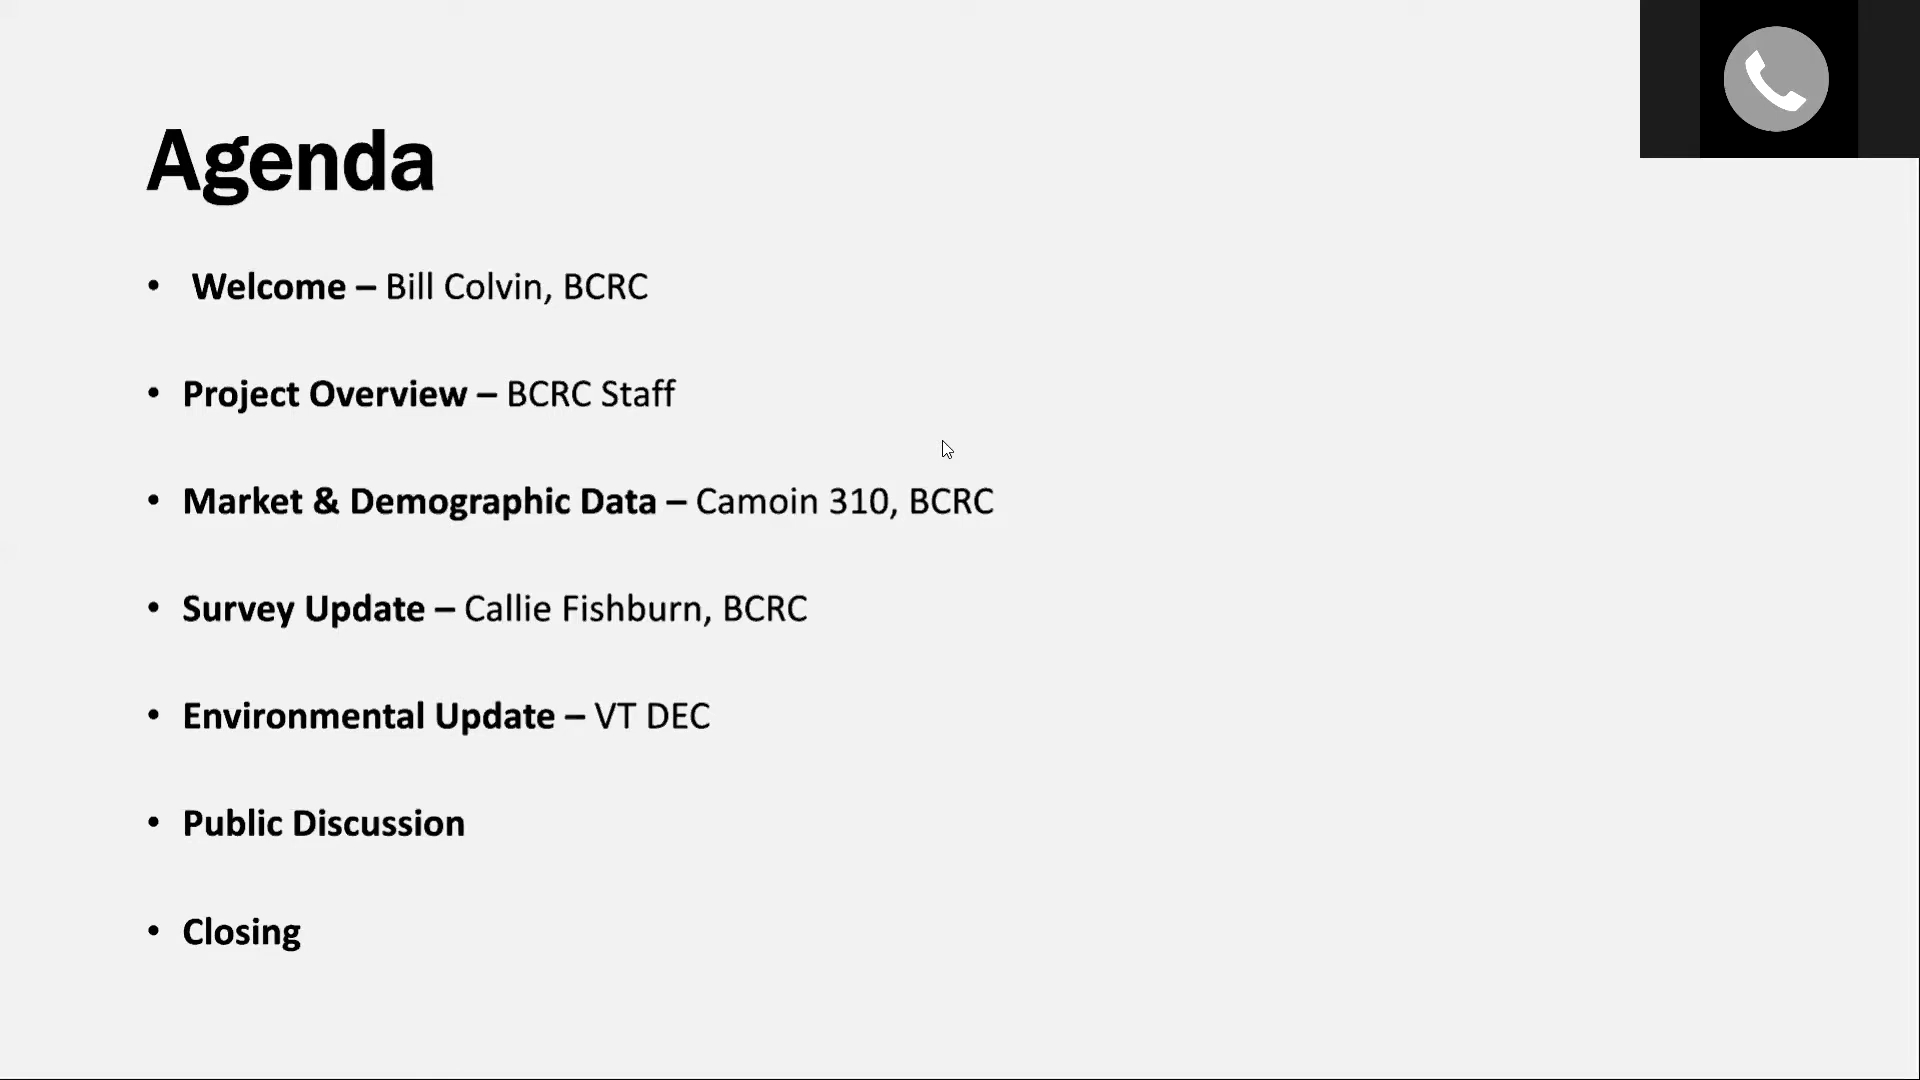 Agenda
• Welcome – Bill Colvin, BCRC
• Project Overview – BCRC Staff
• Market & Demographic Data – Camoin 310, BCRC
• Survey Update – Callie Fishburn, BCRC
• Environmental Update – VT DEC
• Public Discussion
• Closing